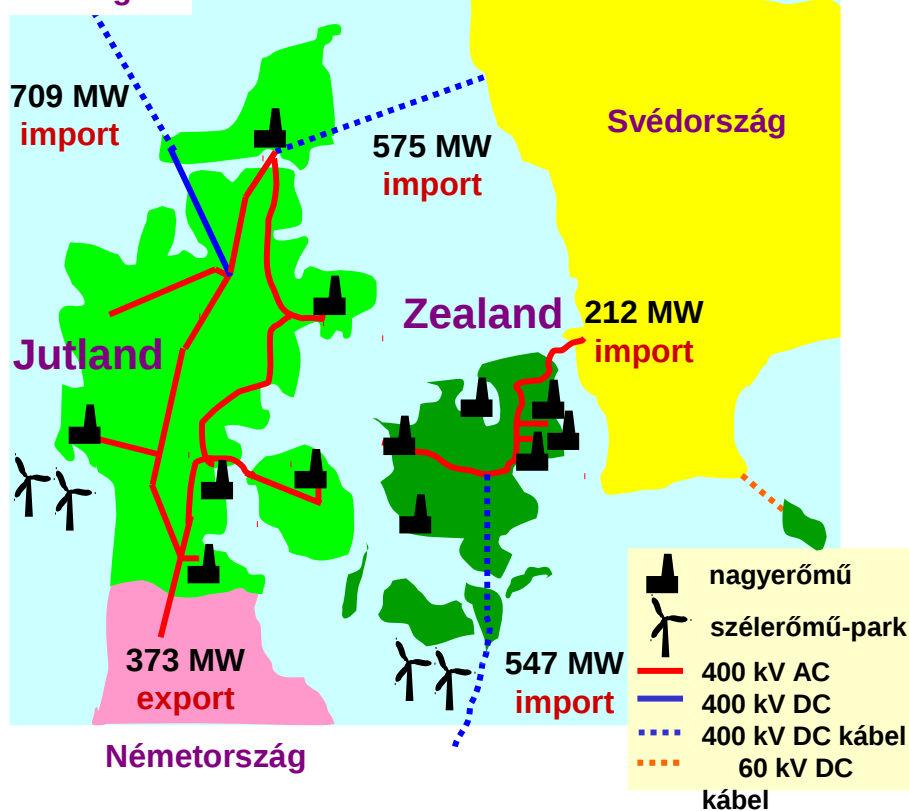 709 MW
import
575 MW
import
Svédország
Zealand
212 MW
import
Jutland
373 MW
export
547 MW
import
Németország
nagyerőmű
szélerőmű-park
400 kV AC
400 kV DC
400 kV DC kábel
60 kV DC
kábel